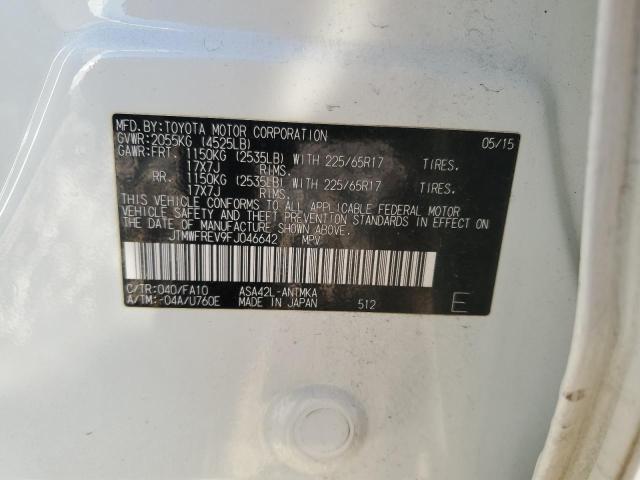 MFD.BY:TOYOTA MOTOR CORPORATION 05/15
GVWR:2055KG (4525LB)
GAWR:FRT. 1150KG (2535LB) WITH 225/65R17 TIRES.
17X7J RIMS.
RR. 1150KG (2535LB) WITH 225/65R17 TIRES.
17X7J RIMS.
THIS VEHICLE CONFORMS TO ALL APPLICABLE FEDERAL MOTOR
VEHICLE SAFETY AND THEFT PREVENTION STANDARDS IN EFFECT ON
THE DATE OF MANUFACTURE SHOWN ABOVE.
JTMWFREV9FJ046642 MPV
C/TR:040/FA10 ASA42L-ANTMKA
A/TM:-04A/U760E MADE IN JAPAN 512 E